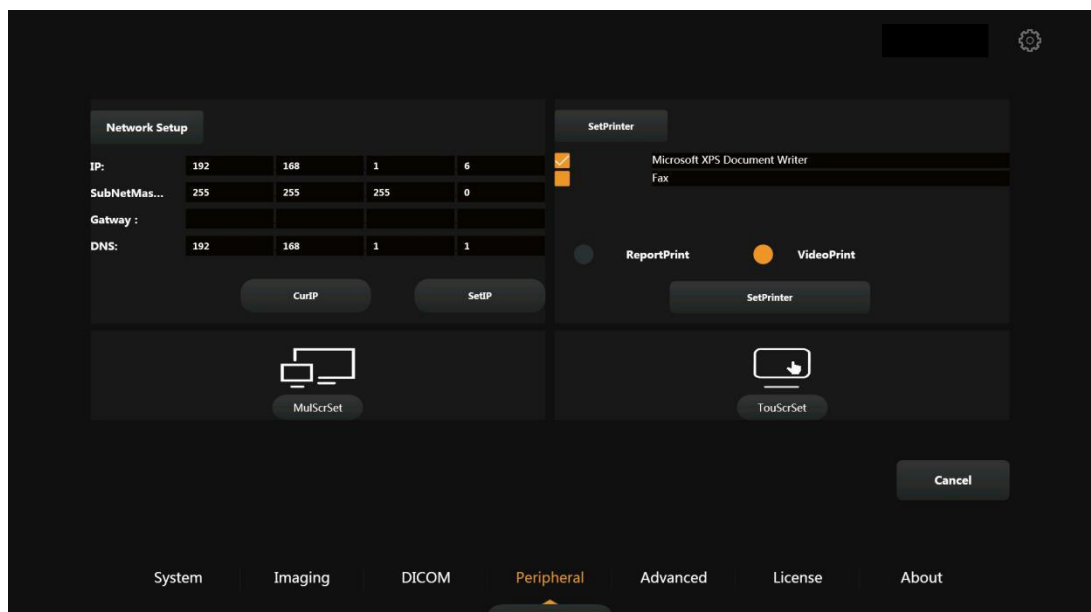 Network Setup
IP: 192 168 1 6
SubNetMas... 255 255 255 0
Gatway :
DNS: 192 168 1 1
CurIP SetIP
SetPrinter
Microsoft XPS Document Writer
Fax
ReportPrint VideoPrint
SetPrinter
MulScrSet
TouScrSet
Cancel
System Imaging DICOM Peripheral Advanced License About